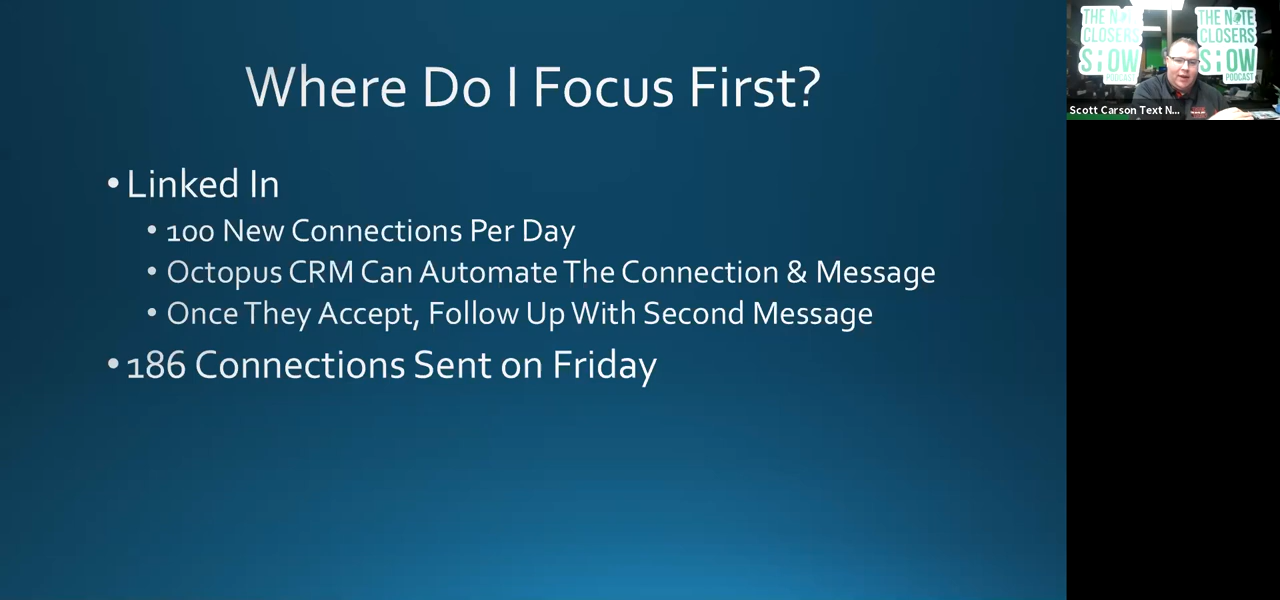 Where Do I Focus First?
•Linked In
• 100 New Connections Per Day
• Octopus CRM Can Automate The Connection & Message
• Once They Accept, Follow Up With Second Message
•186 Connections Sent on Friday
THE NOTE
CLOSERS
SHOW
PODCAST
THE NOTE
CLOSERS
SHOW
PODCAST
Scott Carson Text N...